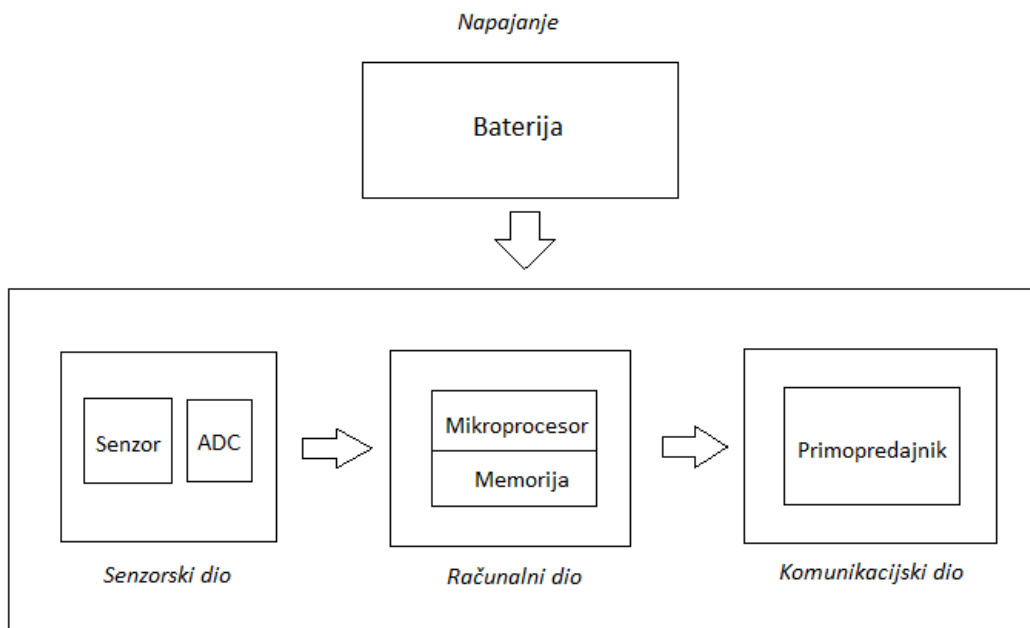 Napajanje
Baterija
Senzor
ADC
Mikroprocesor
Memorija
Primopredajnik
Senzorski dio
Računalni dio
Komunikacijski dio